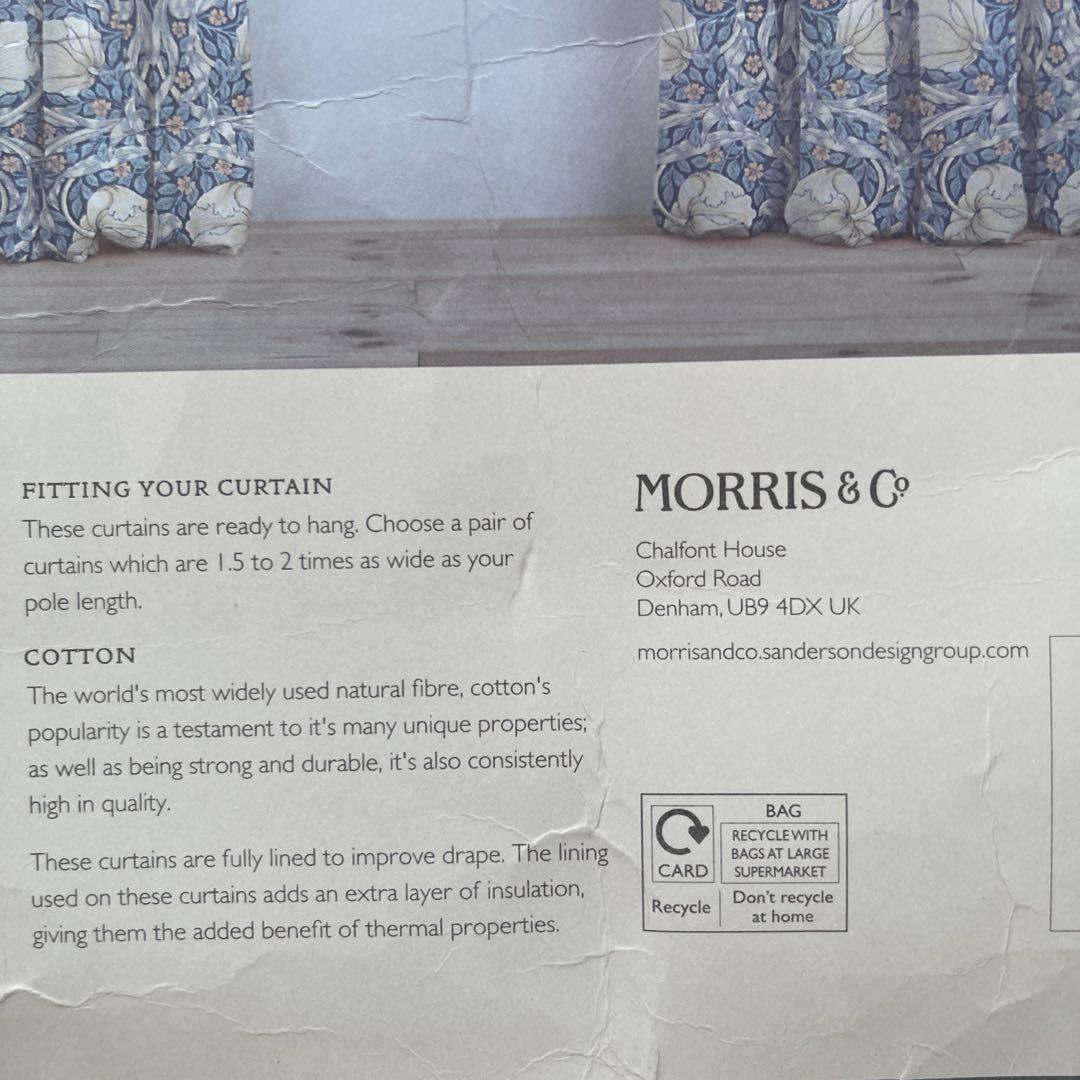 FITTING YOUR CURTAIN
These curtains are ready to hang. Choose a pair of
curtains which are 1.5 to 2 times as wide as your
pole length.
COTTON
The world's most widely used natural fibre, cotton's
popularity is a testament to it's many unique properties;
as well as being strong and durable, it's also consistently
high in quality.
These curtains are fully lined to improve drape. The lining
used on these curtains adds an extra layer of insulation,
giving them the added benefit of thermal properties.
MORRIS & Co
Chalfont House
Oxford Road
Denham, UB9 4DX UK
morrisandco.sandersondesigngroup.com
CARD
Recycle
BAG
RECYCLE WITH
BAGS AT LARGE
SUPERMARKET
Don't recycle
at home